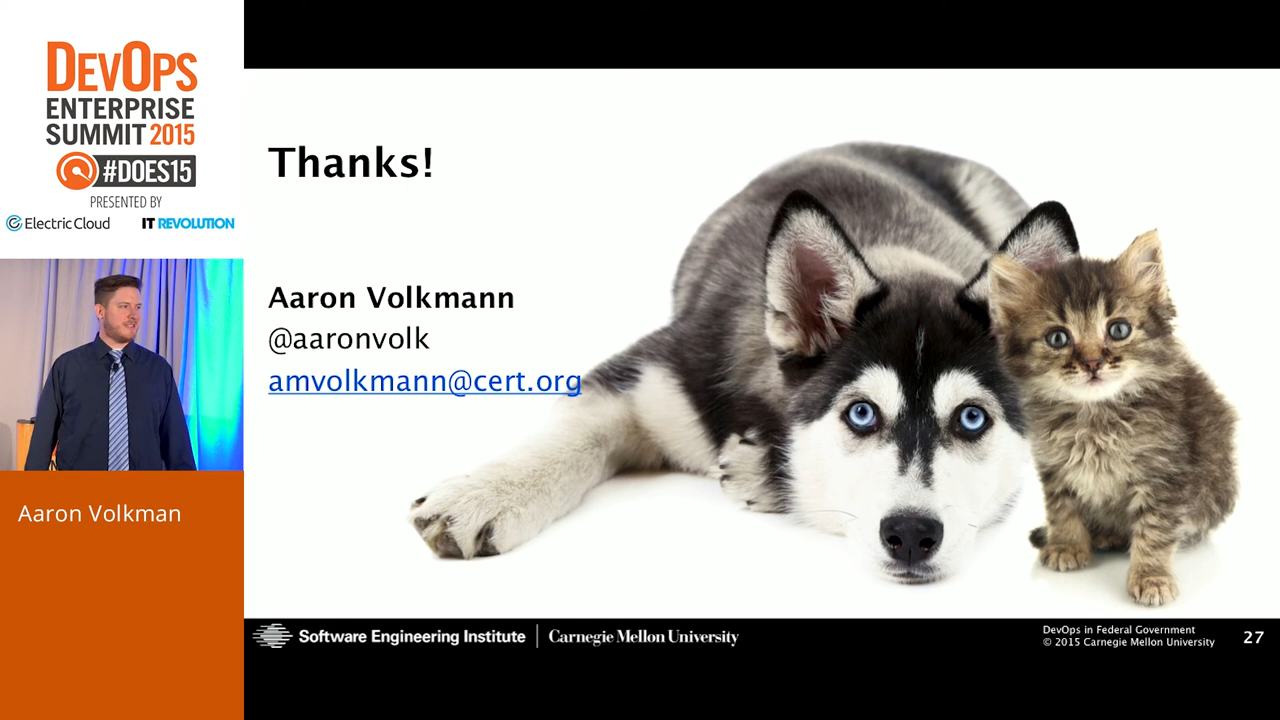 DEVOPS
ENTERPRISE
SUMMIT 2015
#DOES15
PRESENTED BY
Electric Cloud
IT REVOLUTION
Aaron Volkman
Thanks!
Aaron Volkmann
@aaronvolk
amvolkmann@cert.org
Software Engineering Institute
Carnegie Mellon University
DevOps in Federal Government
© 2015 Carnegie Mellon University
27